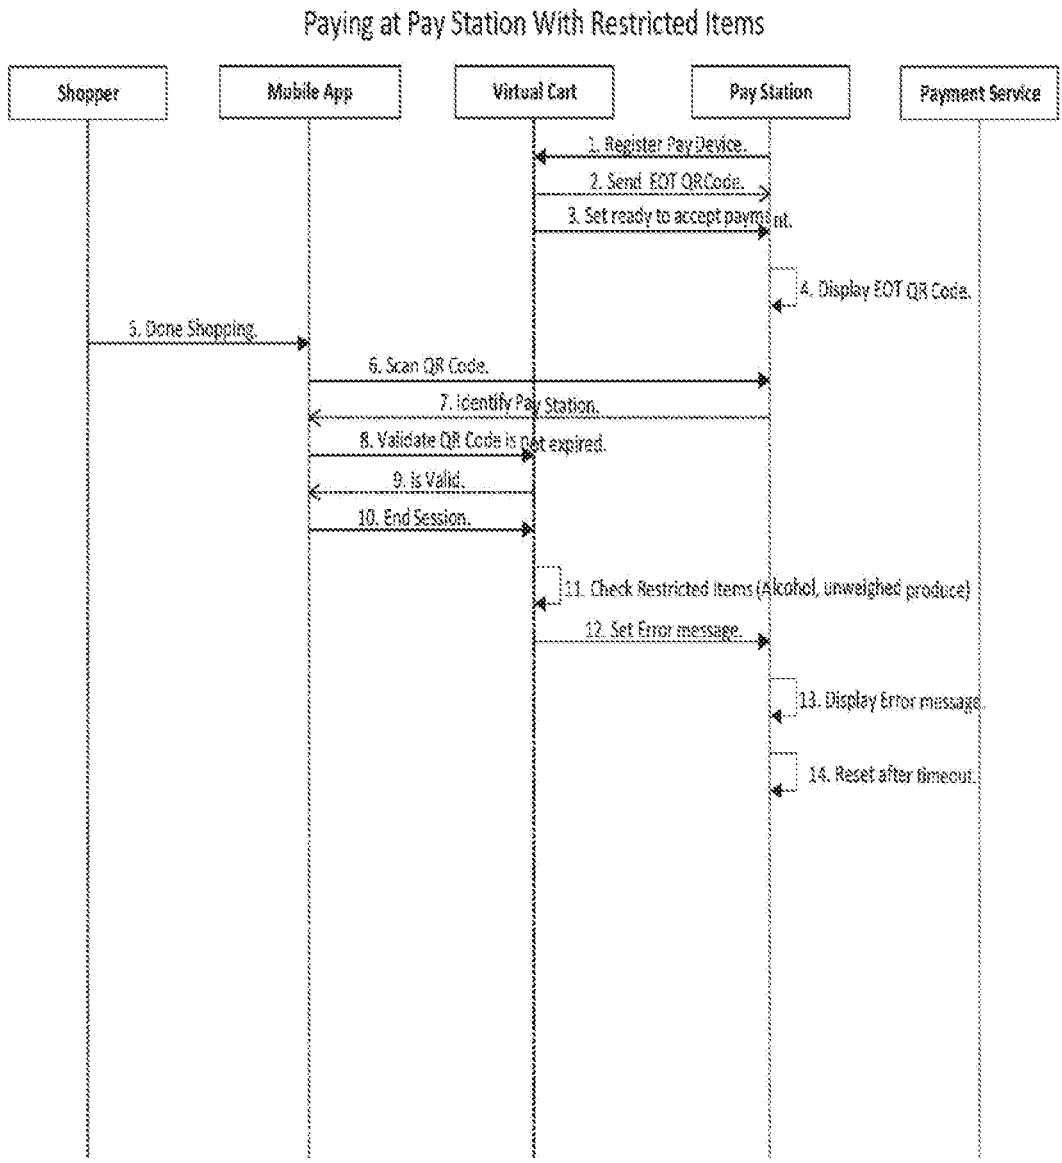 Paying at Pay Station With Restricted Items
Shopper
Mobile App
Virtual Cart
Pay Station
Payment Service
1. Register Pay Device.
2. Send EOT QR Code.
3. Set ready to accept payment.
4. Display EOT QR Code.
5. Done Shopping.
6. Scan QR Code.
7. Identify Pay Station.
8. Validate QR Code is not expired.
9. Is Valid.
10. End Session.
11. Check Restricted Items (Alcohol, unweighed produce)
12. Set Error message.
13. Display Error message.
14. Reset after timeout.